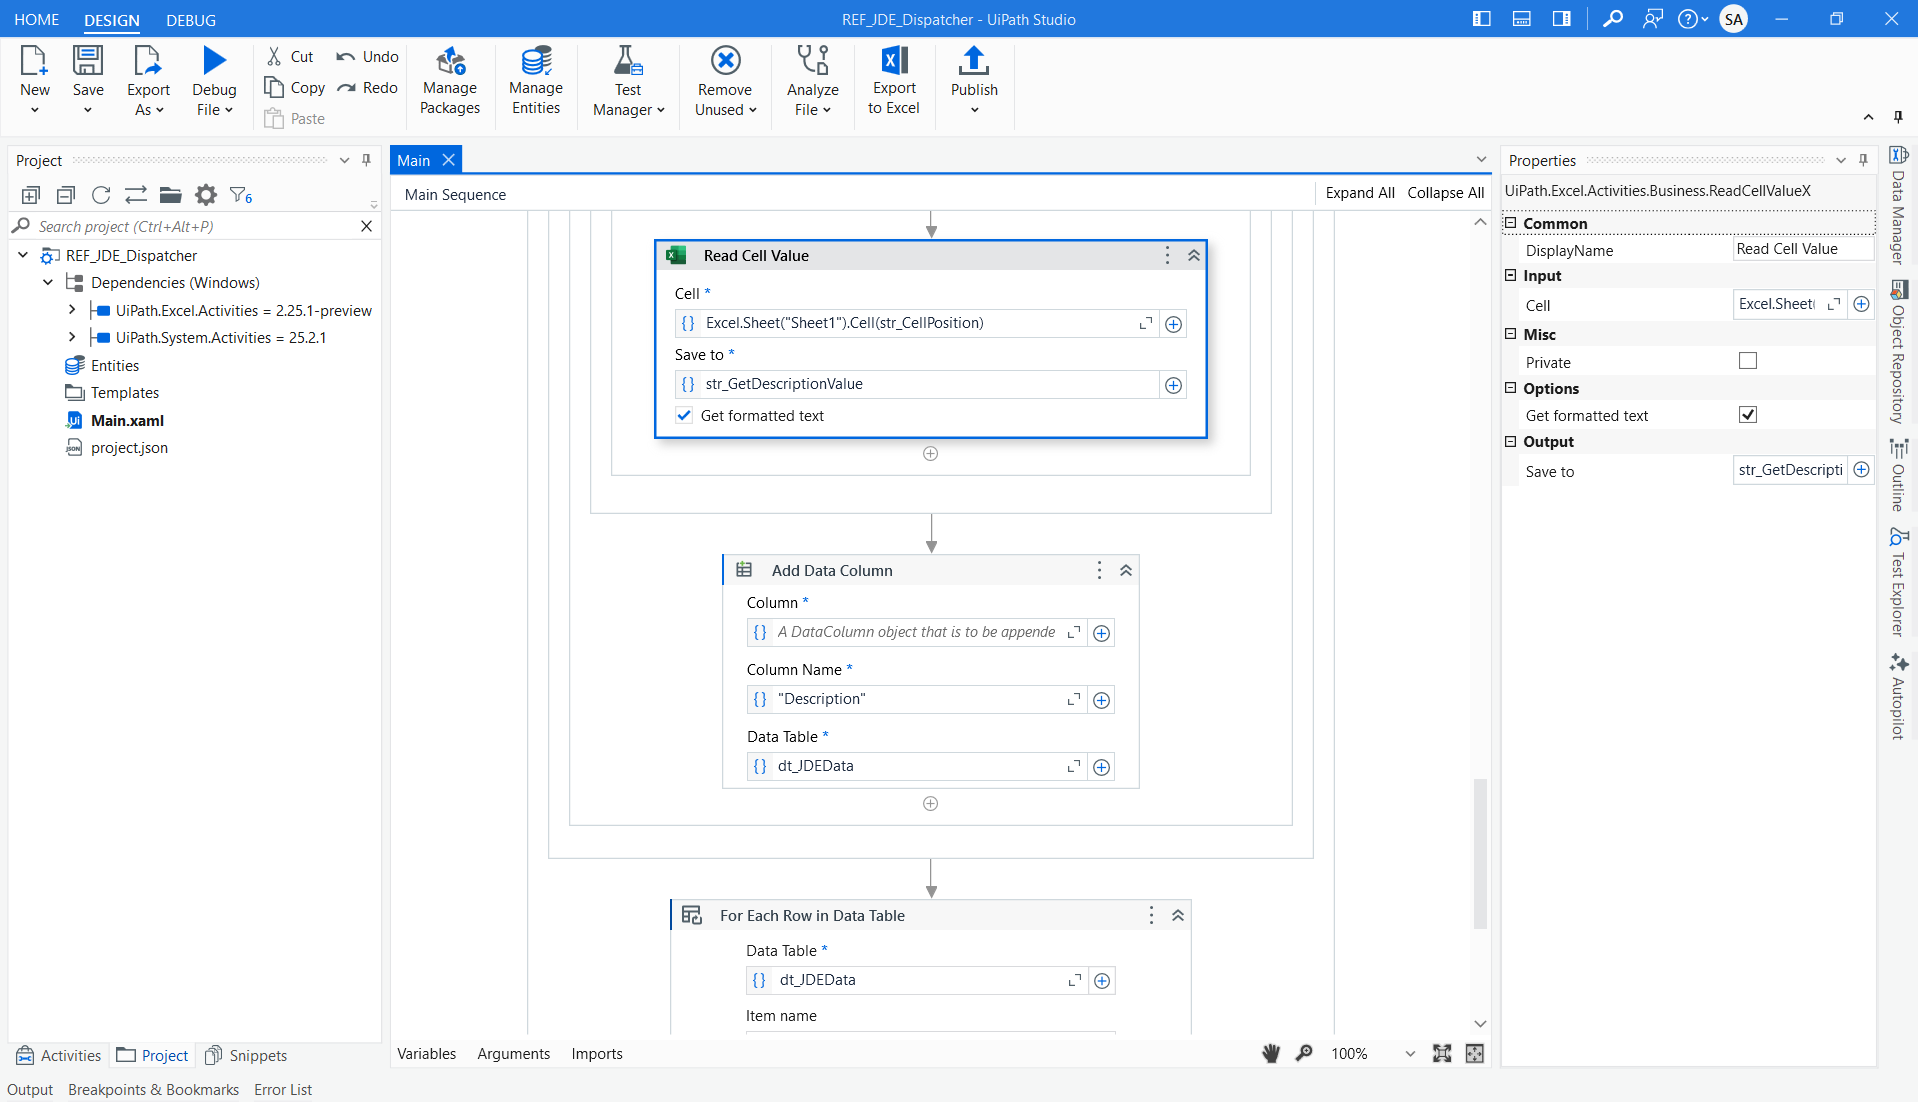 HOME DESIGN DEBUG
REF_JDE_Dispatcher - UiPath Studio
SA
New
Save
Export As
Debug File
Cut
Copy
Paste
Undo
Redo
Manage Packages
Manage Entities
Test Manager
Remove Unused
Analyze File
Export to Excel
Publish
Project
6
Search project (Ctrl+Alt+P)
REF_JDE_Dispatcher
Dependencies (Windows)
UiPath.Excel.Activities = 2.25.1-preview
UiPath.System.Activities = 25.2.1
Entities
Templates
Main.xaml
project.json
Activities Project Snippets
Output Breakpoints & Bookmarks Error List
Main
Main Sequence
Expand All Collapse All
Read Cell Value
Cell *
{} Excel.Sheet("Sheet1").Cell(str_CellPosition)
Save to *
{} str_GetDescriptionValue
Get formatted text
Add Data Column
Column *
{} A DataColumn object that is to be appende
Column Name *
{} "Description"
Data Table *
{} dt_JDEData
For Each Row in Data Table
Data Table *
{} dt_JDEData
Item name
Variables Arguments Imports
100%
Properties
UiPath.Excel.Activities.Business.ReadCellValueX
Common
DisplayName Read Cell Value
Input
Cell Excel.Sheet(
Misc
Private
Options
Get formatted text
Output
Save to str_GetDescripti
Data Manager
Object Repository
Outline
Test Explorer
Autopilot